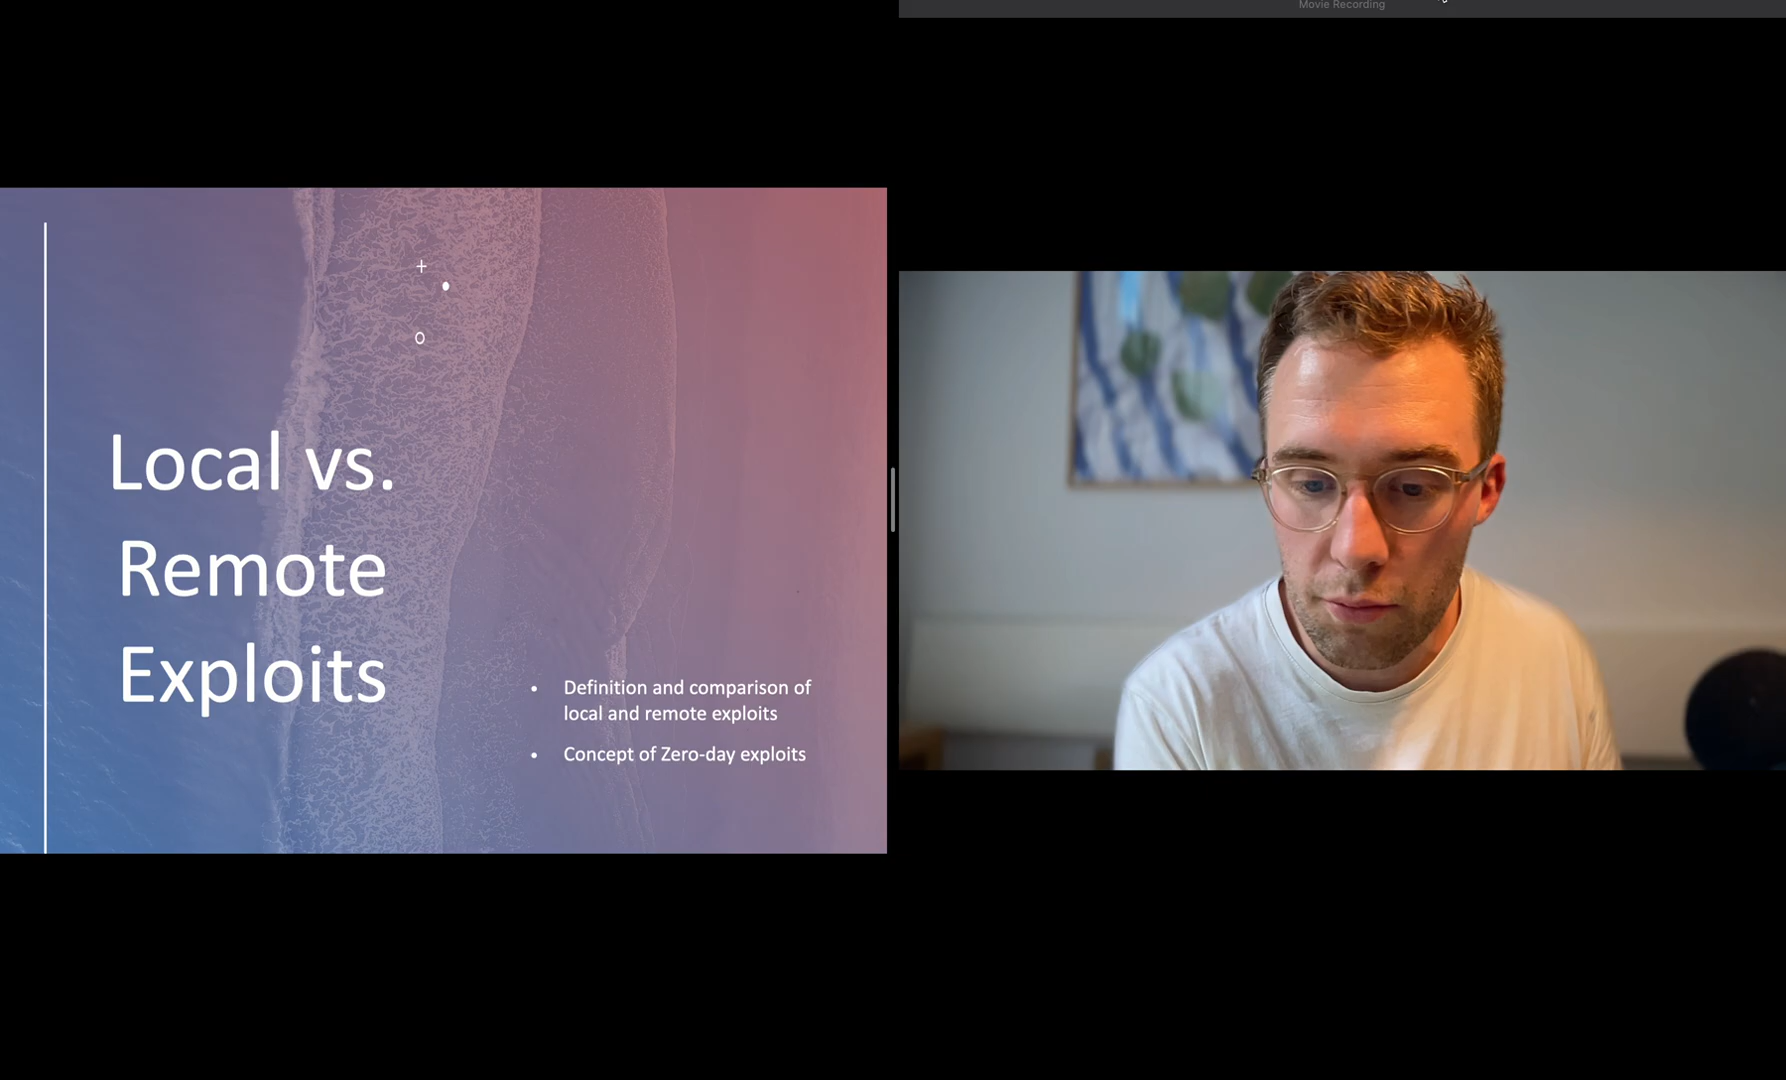 Movie Recording
Local vs.
Remote
Exploits
• Definition and comparison of
local and remote exploits
• Concept of Zero-day exploits